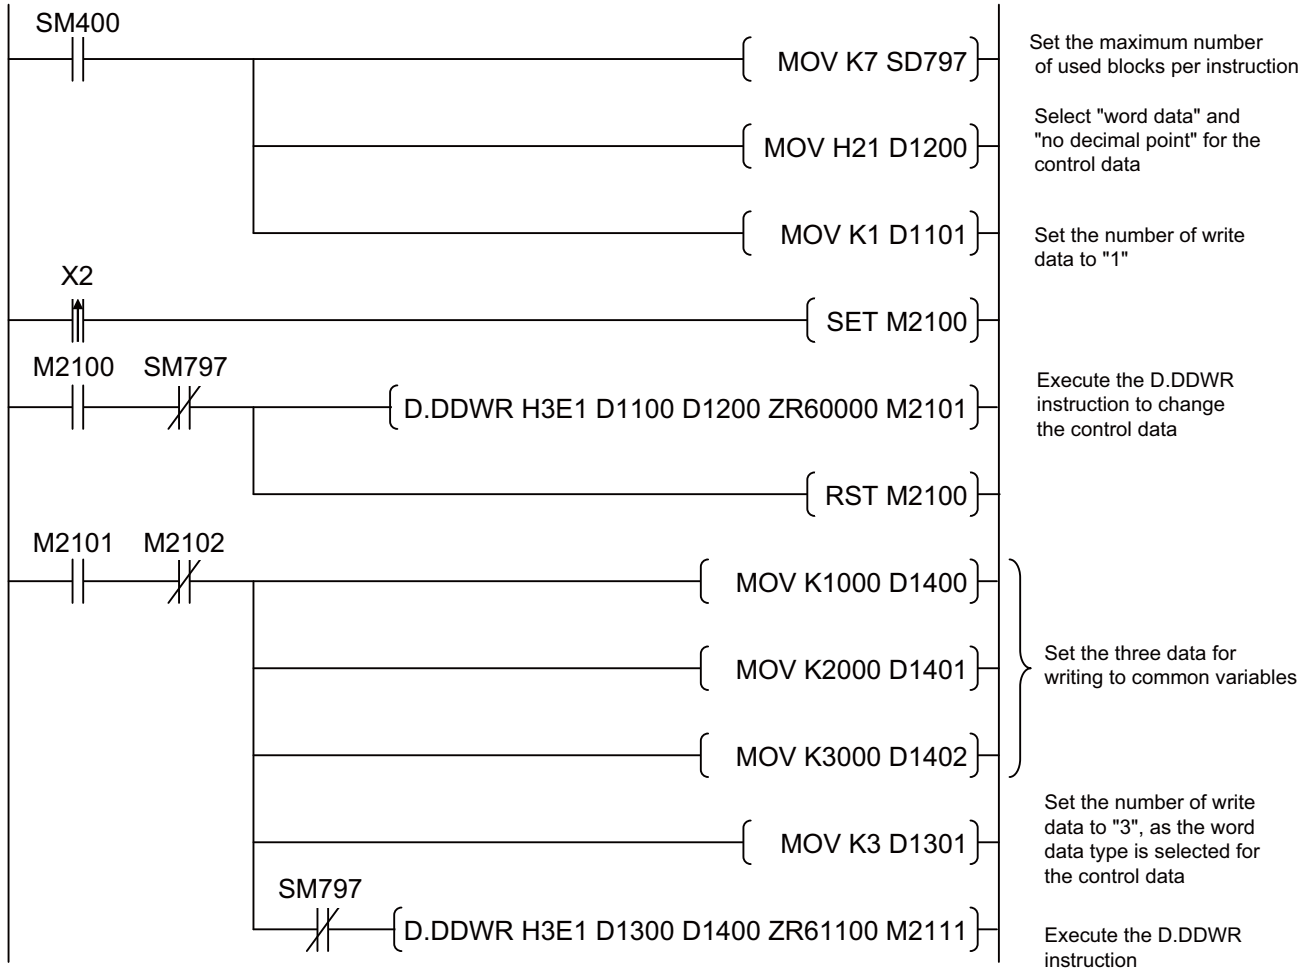 SM400
MOV K7 SD797
Set the maximum number
of used blocks per instruction
MOV H21 D1200
Select "word data" and
"no decimal point" for the
control data
MOV K1 D1101
Set the number of write
data to "1"
X2
SET M2100
M2100 SM797
D.DDWR H3E1 D1100 D1200 ZR60000 M2101
Execute the D.DDWR
instruction to change
the control data
RST M2100
M2101 M2102
MOV K1000 D1400
MOV K2000 D1401
Set the three data for
writing to common variables
MOV K3000 D1402
MOV K3 D1301
Set the number of write
data to "3", as the word
data type is selected for
the control data
SM797
D.DDWR H3E1 D1300 D1400 ZR61100 M2111
Execute the D.DDWR
instruction